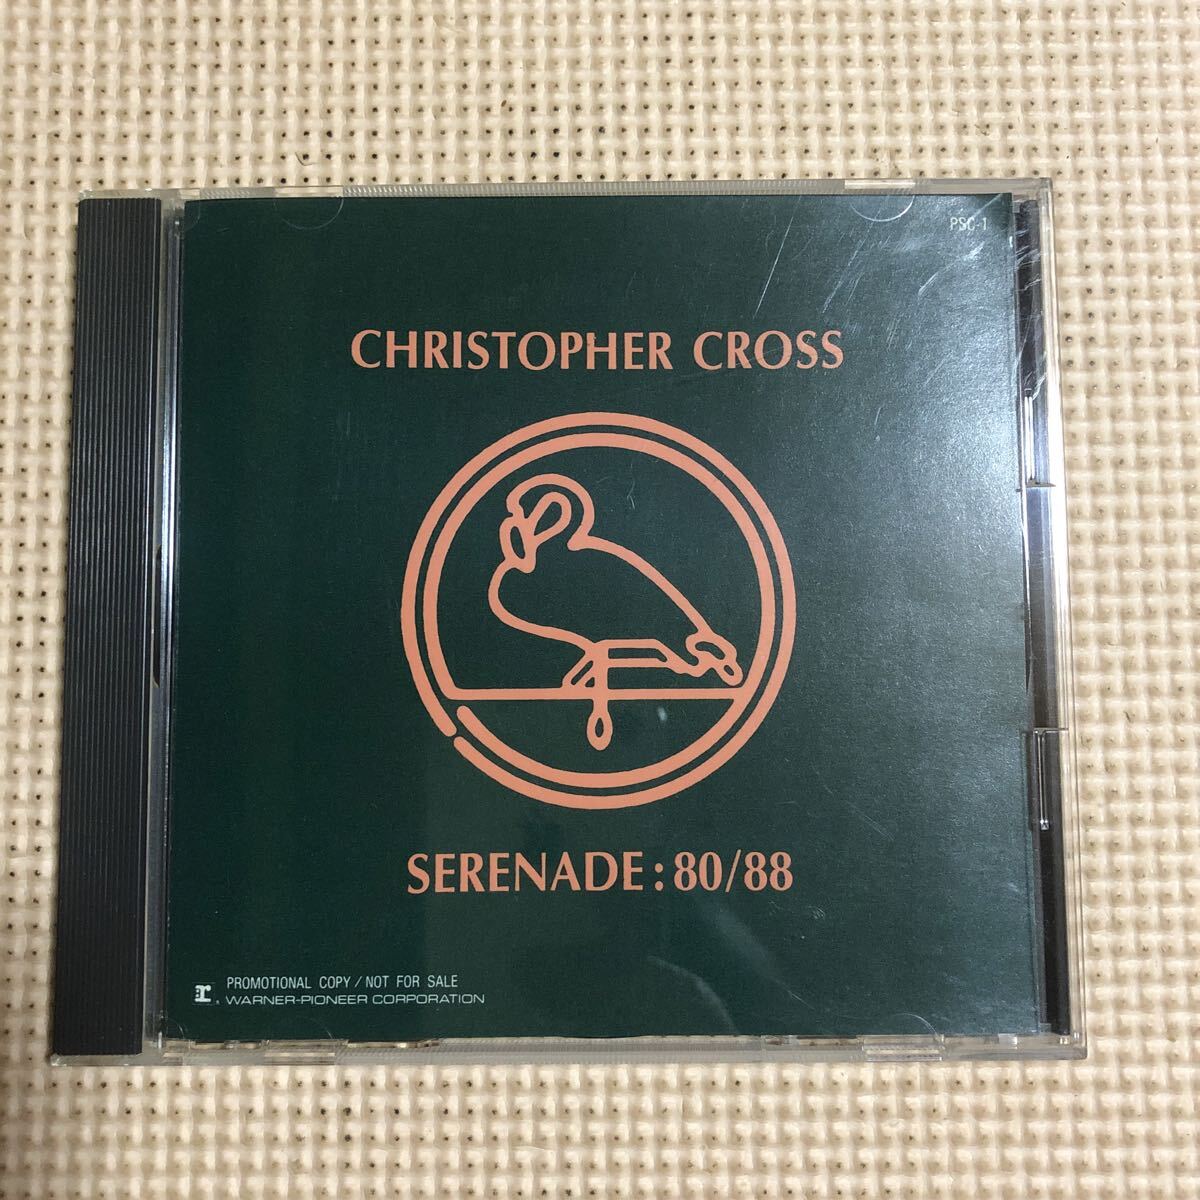 PSC-1
CHRISTOPHER CROSS
SERENADE : 80/88
PROMOTIONAL COPY / NOT FOR SALE
r. WARNER-PIONEER CORPORATION